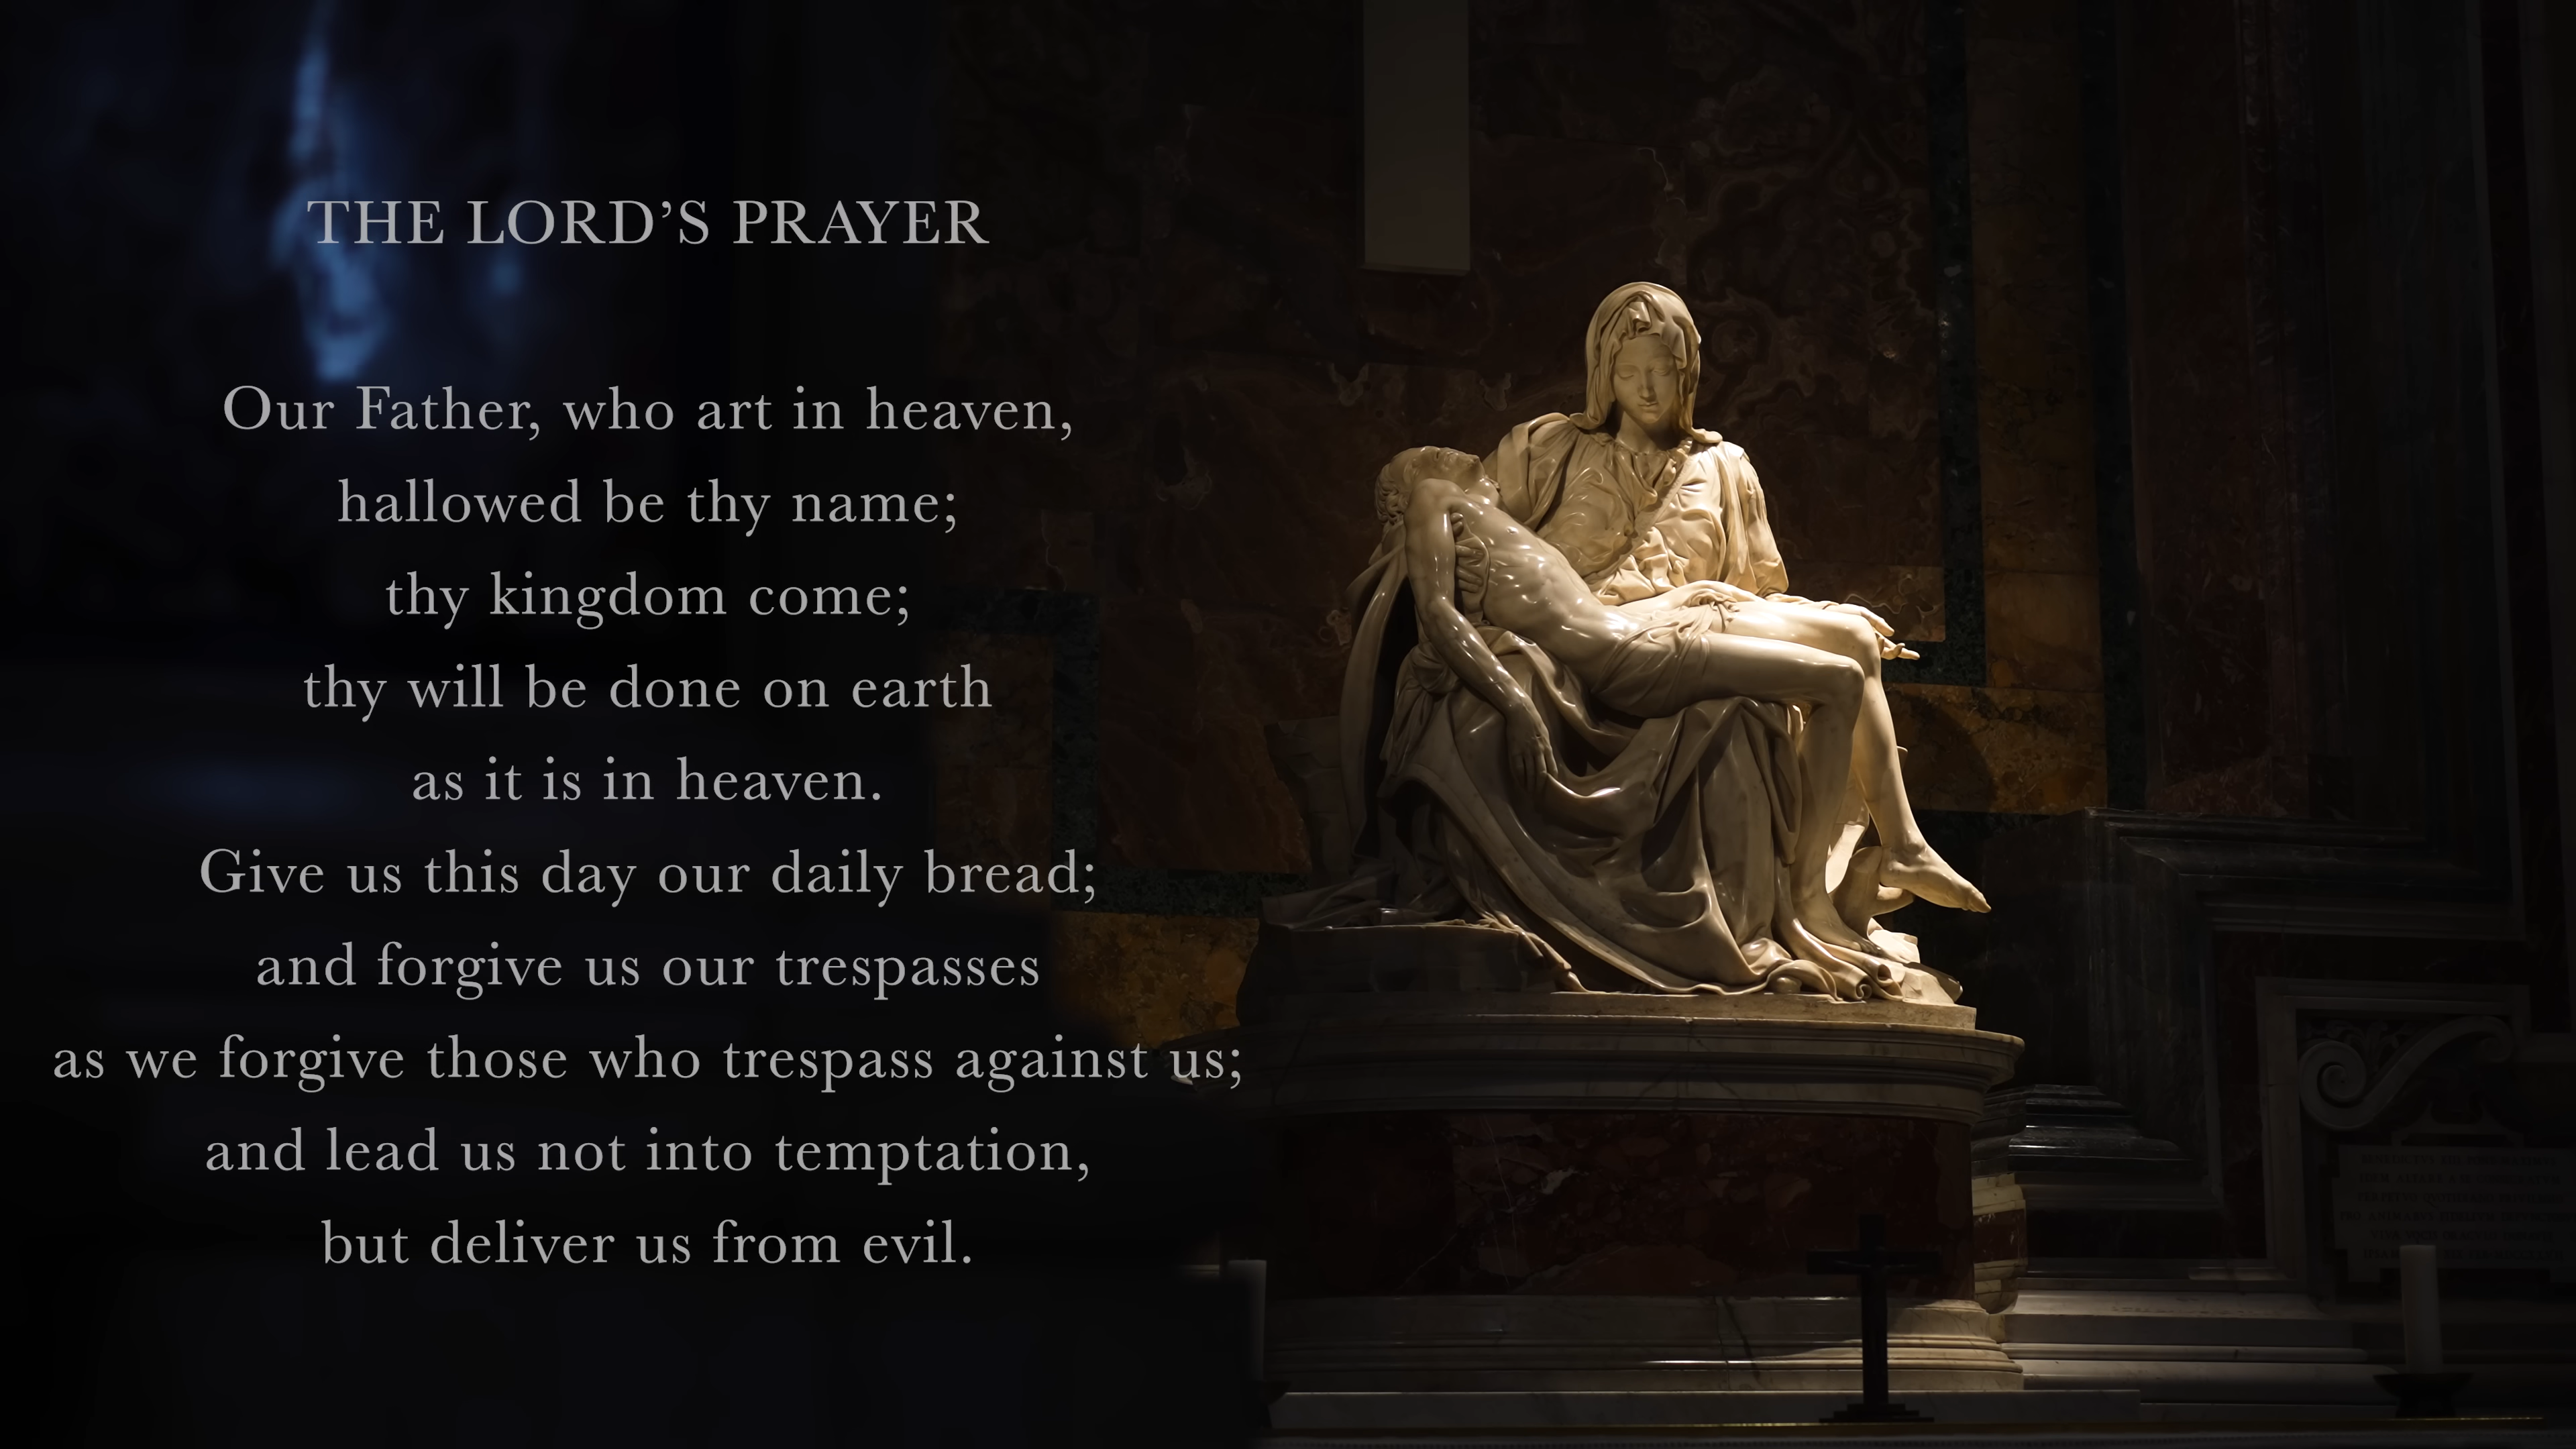 THE LORD’S PRAYER
Our Father, who art in heaven,
hallowed be thy name;
thy kingdom come;
thy will be done on earth
as it is in heaven.
Give us this day our daily bread;
and forgive us our trespasses
as we forgive those who trespass against us;
and lead us not into temptation,
but deliver us from evil.